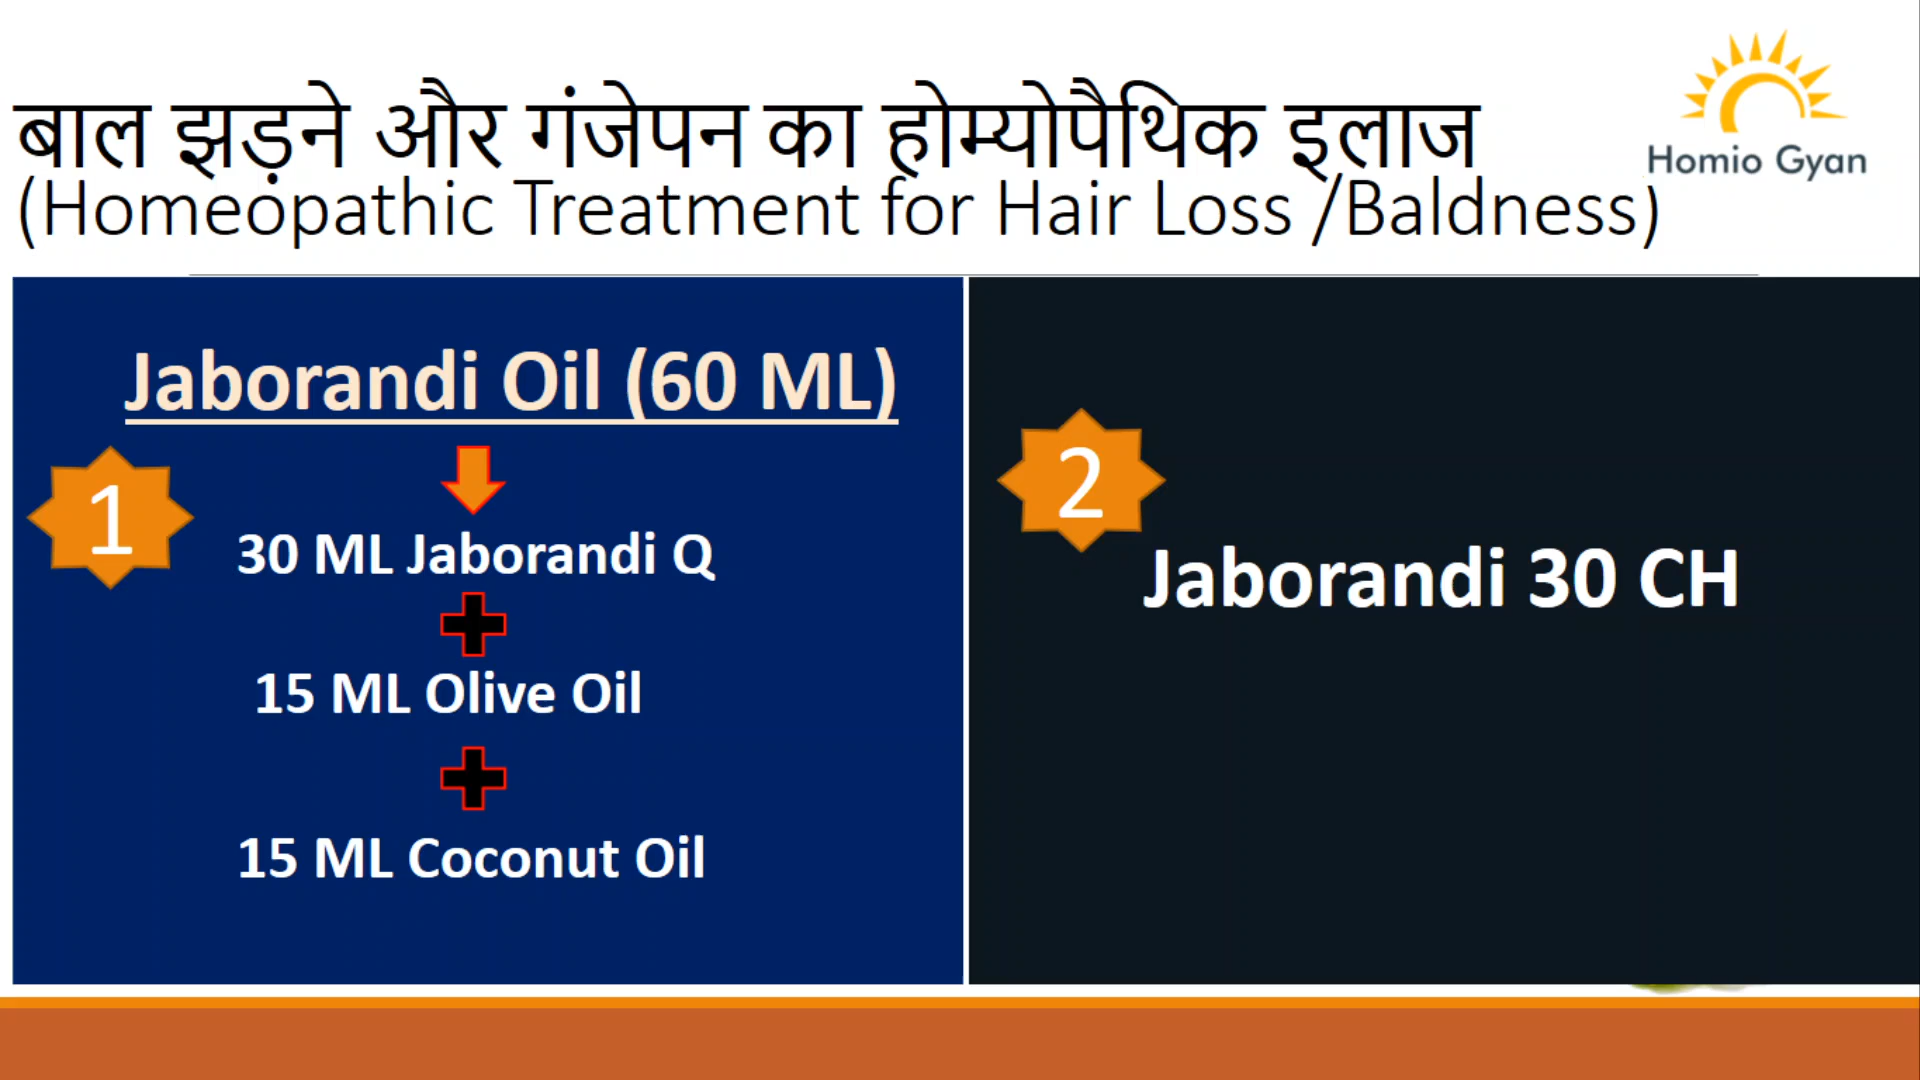 बाल झड़ने और गंजेपन का होम्योपैथिक इलाज
(Homeopathic Treatment for Hair Loss /Baldness)
Homio Gyan
Jaborandi Oil (60 ML)
1
30 ML Jaborandi Q
15 ML Olive Oil
15 ML Coconut Oil
2
Jaborandi 30 CH